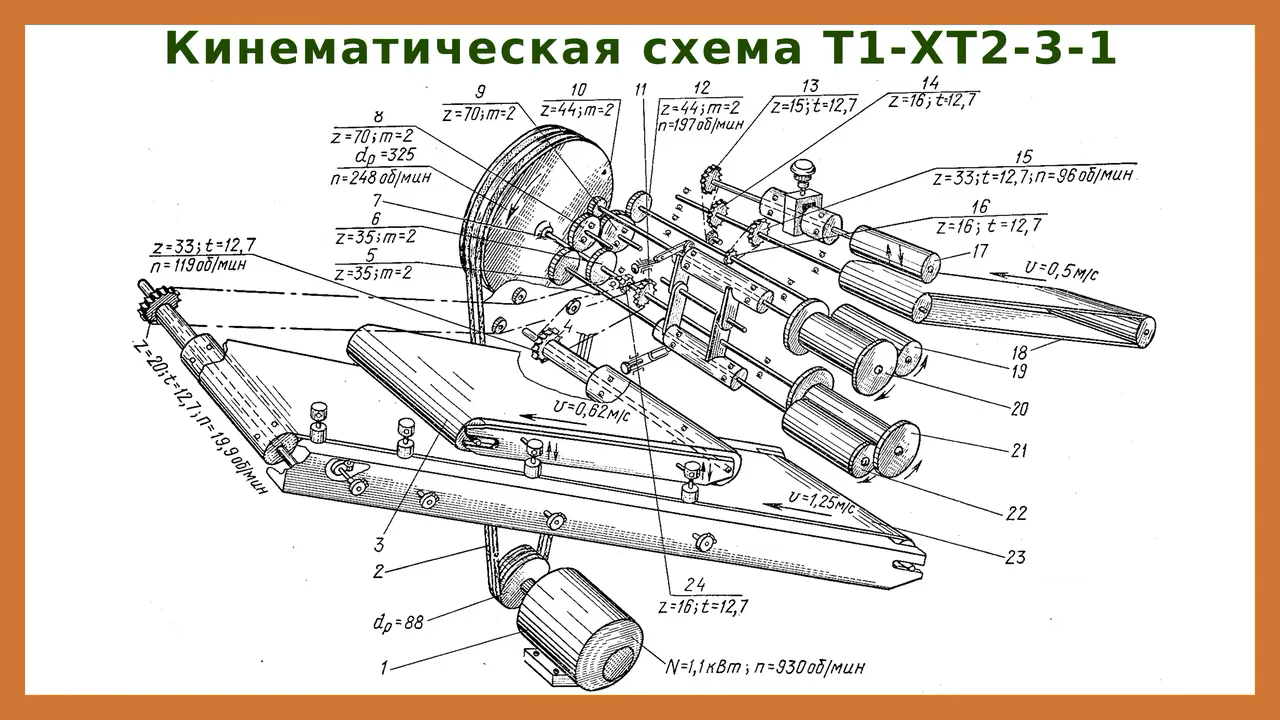 Кинематическая схема Т1-ХТ2-3-1
9
z=70; m=2
10
z=44; m=2
11
12
z=44; m=2
n=197 об/мин
13
z=15; t=12,7
14
z=16; t=12,7
8
z=70; m=2
dp=325
n=248 об/мин
7
6
z=35; m=2
5
z=35; m=2
15
z=33; t=12,7; n=96 об/мин
16
z=16; t=12,7
17
υ=0,5 м/с
z=33; t=12,7
n=119 об/мин
4
z=20; t=12,7; n=19,9 об/мин
υ=0,62 м/с
18
19
20
21
υ=1,25 м/с
22
23
3
2
24
z=16; t=12,7
dp=88
1
N=1,1 кВт; n=930 об/мин